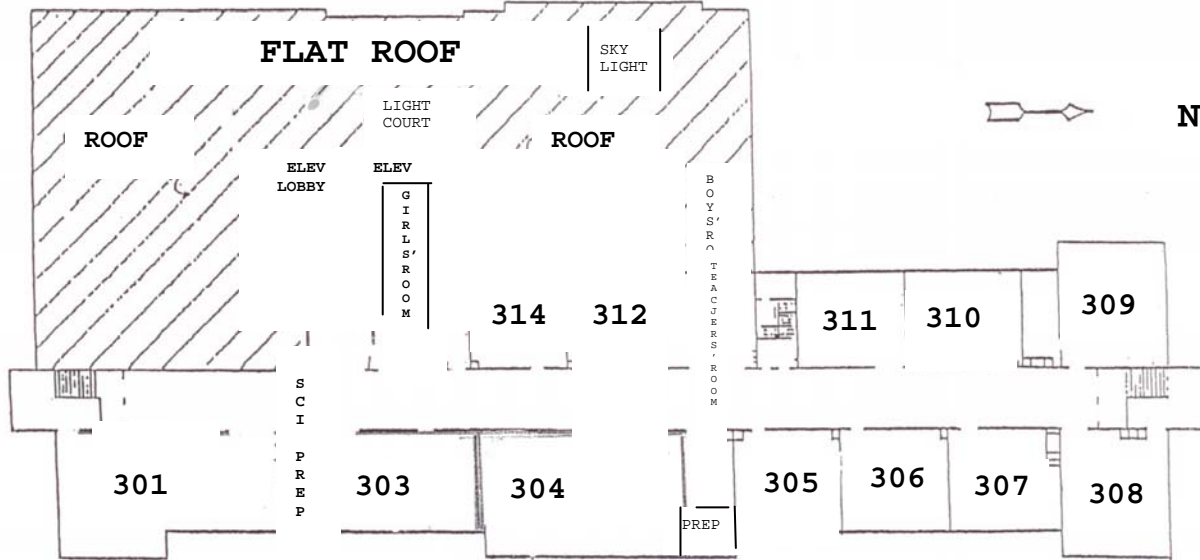 FLAT ROOF
SKY
LIGHT
LIGHT
COURT
N
ROOF
ROOF
ELEV
LOBBY
ELEV
GIRLS'ROOM
BOYS'RO
TEACJERS'ROOM
314
312
311
310
309
SCI PREP
301
303
304
305
306
307
308
PREP